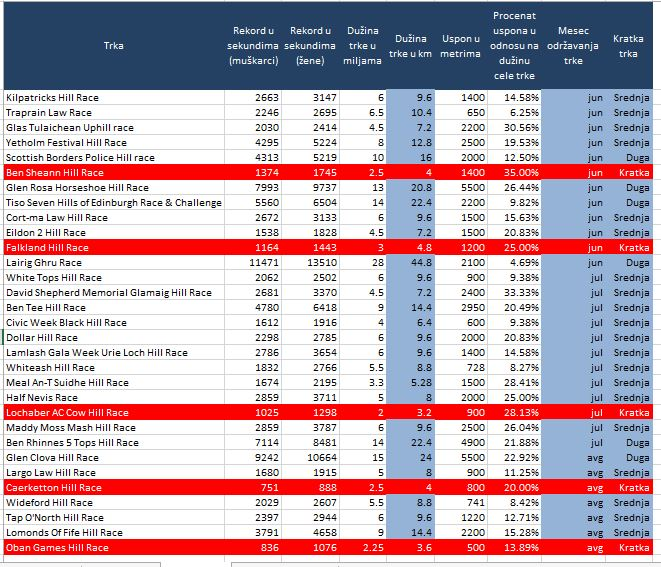 Trka Rekord u sekundima (muškarci) Rekord u sekundima (žene) Dužina trke u miljama Dužina trke u km Uspon u metrima Procenat uspona u odnosu na dužinu cele trke Mesec održavanja trke Kratka trka
Kilpatricks Hill Race 2663 3147 6 9.6 1400 14.58% jun Srednja
Traprain Law Race 2246 2695 6.5 10.4 650 6.25% jun Srednja
Glas Tulaichean Uphill race 2030 2414 4.5 7.2 2200 30.56% jun Srednja
Yetholm Festival Hill Race 4295 5224 8 12.8 2500 19.53% jun Srednja
Scottish Borders Police Hill race 4313 5219 10 16 2000 12.50% jun Duga
Ben Sheann Hill Race 1374 1745 2.5 4 1400 35.00% jun Kratka
Glen Rosa Horseshoe Hill Race 7993 9737 13 20.8 5500 26.44% jun Duga
Tiso Seven Hills of Edinburgh Race & Challenge 5560 6504 14 22.4 2200 9.82% jun Duga
Cort-ma Law Hill Race 2672 3133 6 9.6 1500 15.63% jun Srednja
Eildon 2 Hill Race 1538 1828 4.5 7.2 1500 20.83% jun Srednja
Falkland Hill Race 1164 1443 3 4.8 1200 25.00% jun Kratka
Lairig Ghru Race 11471 13510 28 44.8 2100 4.69% jun Duga
White Tops Hill Race 2062 2502 6 9.6 900 9.38% jul Srednja
David Shepherd Memorial Glamaig Hill Race 2681 3370 4.5 7.2 2400 33.33% jul Srednja
Ben Tee Hill Race 4780 6418 9 14.4 2950 20.49% jul Srednja
Civic Week Black Hill Race 1612 1916 4 6.4 600 9.38% jul Srednja
Dollar Hill Race 2298 2785 6 9.6 2000 20.83% jul Srednja
Lamlash Gala Week Urie Loch Hill Race 2786 3654 6 9.6 1400 14.58% jul Srednja
Whiteash Hill Race 1832 2766 5.5 8.8 728 8.27% jul Srednja
Meal An-T Suidhe Hill Race 1674 2195 3.3 5.28 1500 28.41% jul Srednja
Half Nevis Race 2859 3711 5 8 2000 25.00% jul Srednja
Lochaber AC Cow Hill Race 1025 1298 2 3.2 900 28.13% jul Kratka
Maddy Moss Mash Hill Race 2859 3787 6 9.6 2500 26.04% jul Srednja
Ben Rhinnes 5 Tops Hill Race 7114 8481 14 22.4 4900 21.88% jul Duga
Glen Clova Hill Race 9242 10664 15 24 5500 22.92% avg Duga
Largo Law Hill Race 1680 1915 5 8 900 11.25% avg Srednja
Caerketton Hill Race 751 888 2.5 4 800 20.00% avg Kratka
Wideford Hill Race 2029 2607 5.5 8.8 741 8.42% avg Srednja
Tap O'North Hill Race 2397 2944 6 9.6 1220 12.71% avg Srednja
Lomonds Of Fife Hill Race 3791 4658 9 14.4 2200 15.28% avg Srednja
Oban Games Hill Race 836 1076 2.25 3.6 500 13.89% avg Kratka